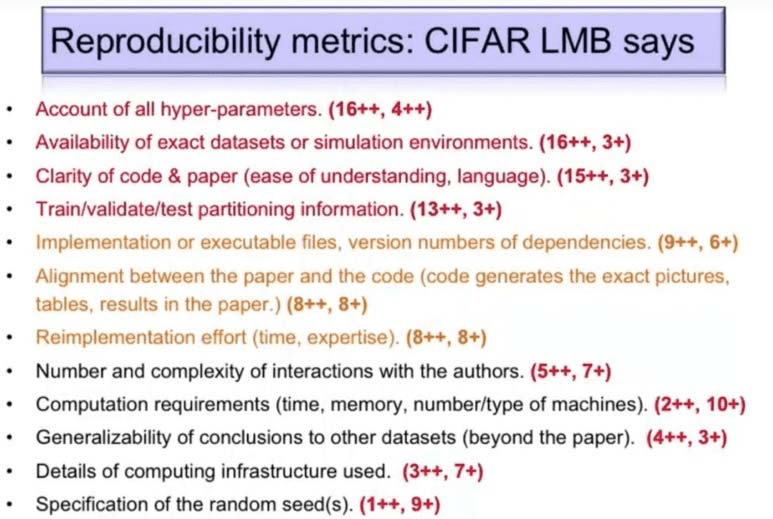 Reproducibility metrics: CIFAR LMB says
• Account of all hyper-parameters. (16++, 4++)
• Availability of exact datasets or simulation environments. (16++, 3+)
• Clarity of code & paper (ease of understanding, language). (15++, 3+)
• Train/validate/test partitioning information. (13++, 3+)
• Implementation or executable files, version numbers of dependencies. (9++, 6+)
• Alignment between the paper and the code (code generates the exact pictures,
tables, results in the paper.) (8++, 8+)
• Reimplementation effort (time, expertise). (8++, 8+)
• Number and complexity of interactions with the authors. (5++, 7+)
• Computation requirements (time, memory, number/type of machines). (2++, 10+)
• Generalizability of conclusions to other datasets (beyond the paper). (4++, 3+)
• Details of computing infrastructure used. (3++, 7+)
• Specification of the random seed(s). (1++, 9+)